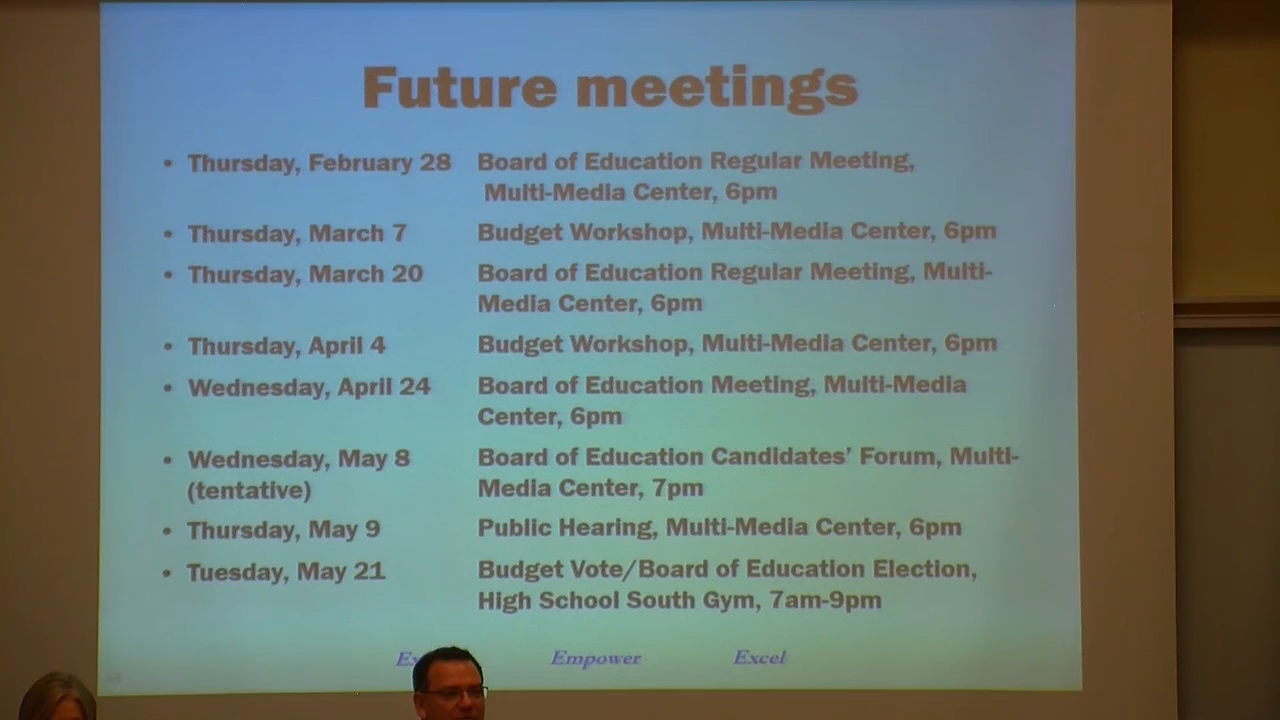 Future meetings
• Thursday, February 28 Board of Education Regular Meeting,
Multi-Media Center, 6pm
• Thursday, March 7 Budget Workshop, Multi-Media Center, 6pm
• Thursday, March 20 Board of Education Regular Meeting, Multi-
Media Center, 6pm
• Thursday, April 4 Budget Workshop, Multi-Media Center, 6pm
• Wednesday, April 24 Board of Education Meeting, Multi-Media
Center, 6pm
• Wednesday, May 8 Board of Education Candidates' Forum, Multi-
(tentative) Media Center, 7pm
• Thursday, May 9 Public Hearing, Multi-Media Center, 6pm
• Tuesday, May 21 Budget Vote/Board of Education Election,
High School South Gym, 7am-9pm
Empower Excel